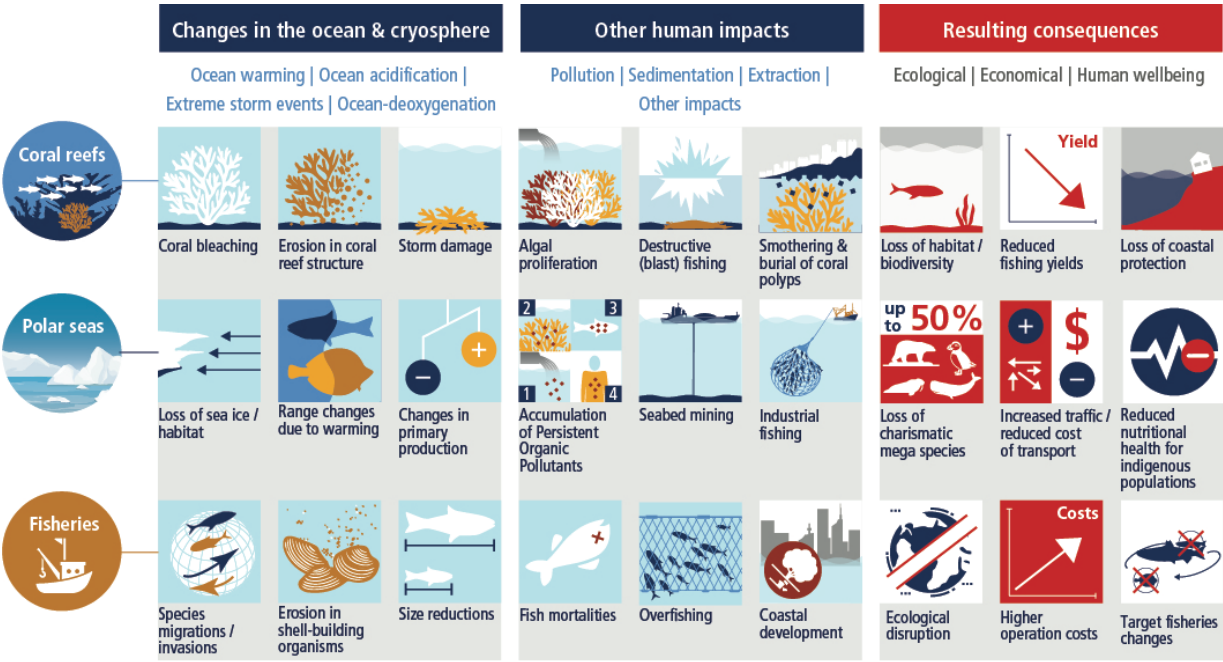 Changes in the ocean & cryosphere
Other human impacts
Resulting consequences
Ocean warming | Ocean acidification |
Extreme storm events | Ocean-deoxygenation
Pollution | Sedimentation | Extraction |
Other impacts
Ecological | Economical | Human wellbeing
Coral reefs
Yield
Coral bleaching
Erosion in coral
reef structure
Storm damage
Algal
proliferation
Destructive
(blast) fishing
Smothering &
burial of coral
polyps
Loss of habitat /
biodiversity
Reduced
fishing yields
Loss of coastal
protection
Polar seas
2
3
1
4
up
to 50%
$
Loss of sea ice /
habitat
Range changes
due to warming
Changes in
primary
production
Accumulation
of Persistent
Organic
Pollutants
Seabed mining
Industrial
fishing
Loss of
charismatic
mega species
Increased traffic /
reduced cost
of transport
Reduced
nutritional
health for
indigenous
populations
Fisheries
Costs
Species
migrations /
invasions
Erosion in
shell-building
organisms
Size reductions
Fish mortalities
Overfishing
Coastal
development
Ecological
disruption
Higher
operation costs
Target fisheries
changes